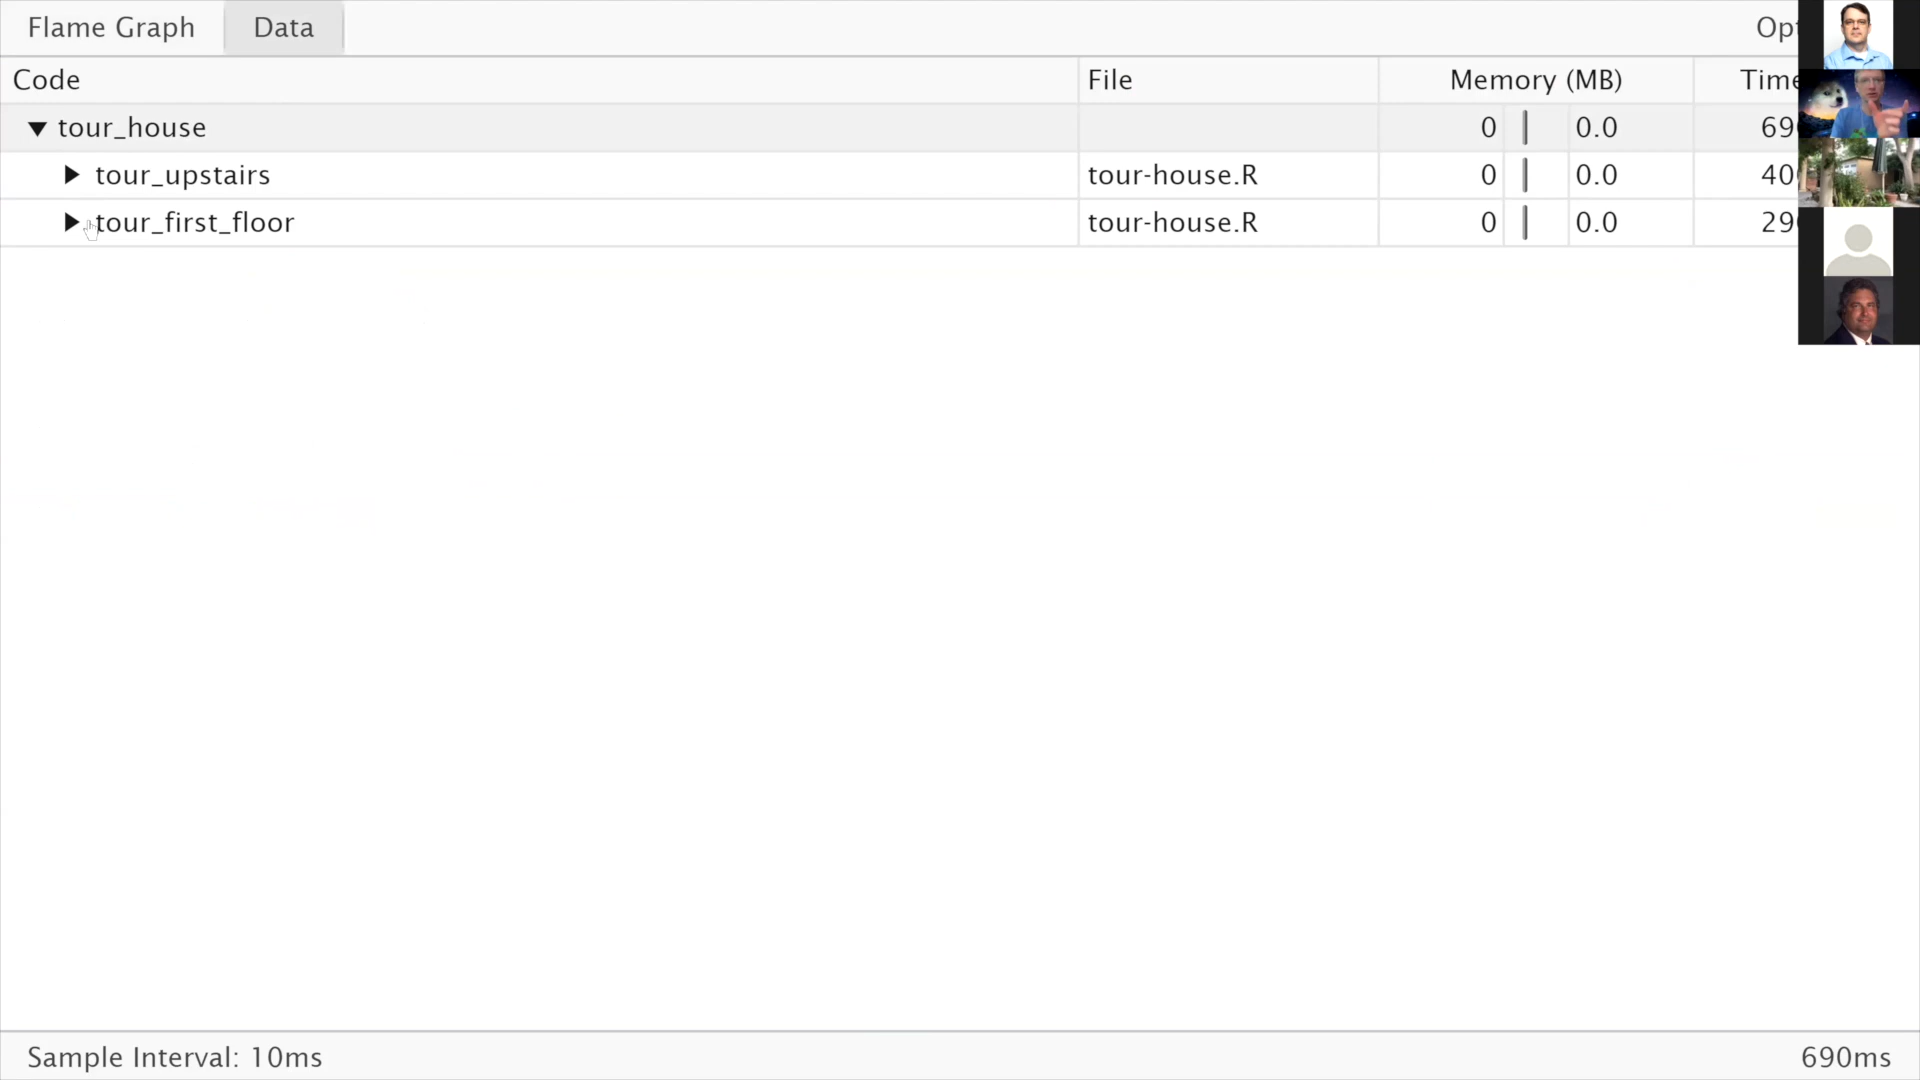 Flame Graph Data
Code File Memory (MB) Time
▼ tour_house 0 0.0
▶ tour_upstairs tour-house.R 0 0.0
▶ tour_first_floor tour-house.R 0 0.0
Sample Interval: 10ms 690ms